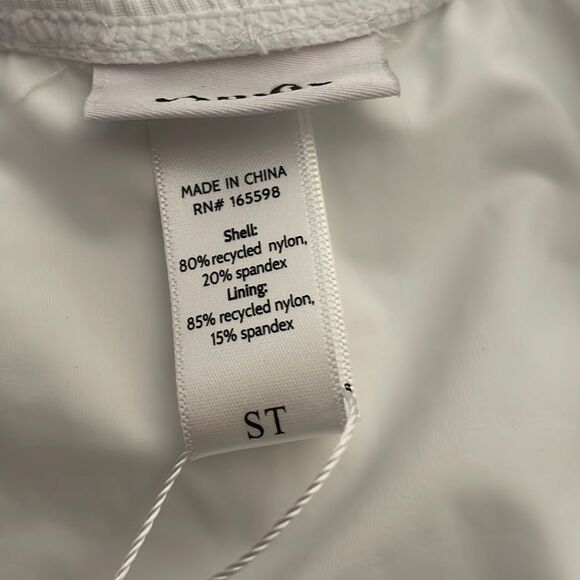 MADE IN CHINA
RN# 165598
Shell:
80% recycled nylon,
20% spandex
Lining:
85% recycled nylon,
15% spandex
ST